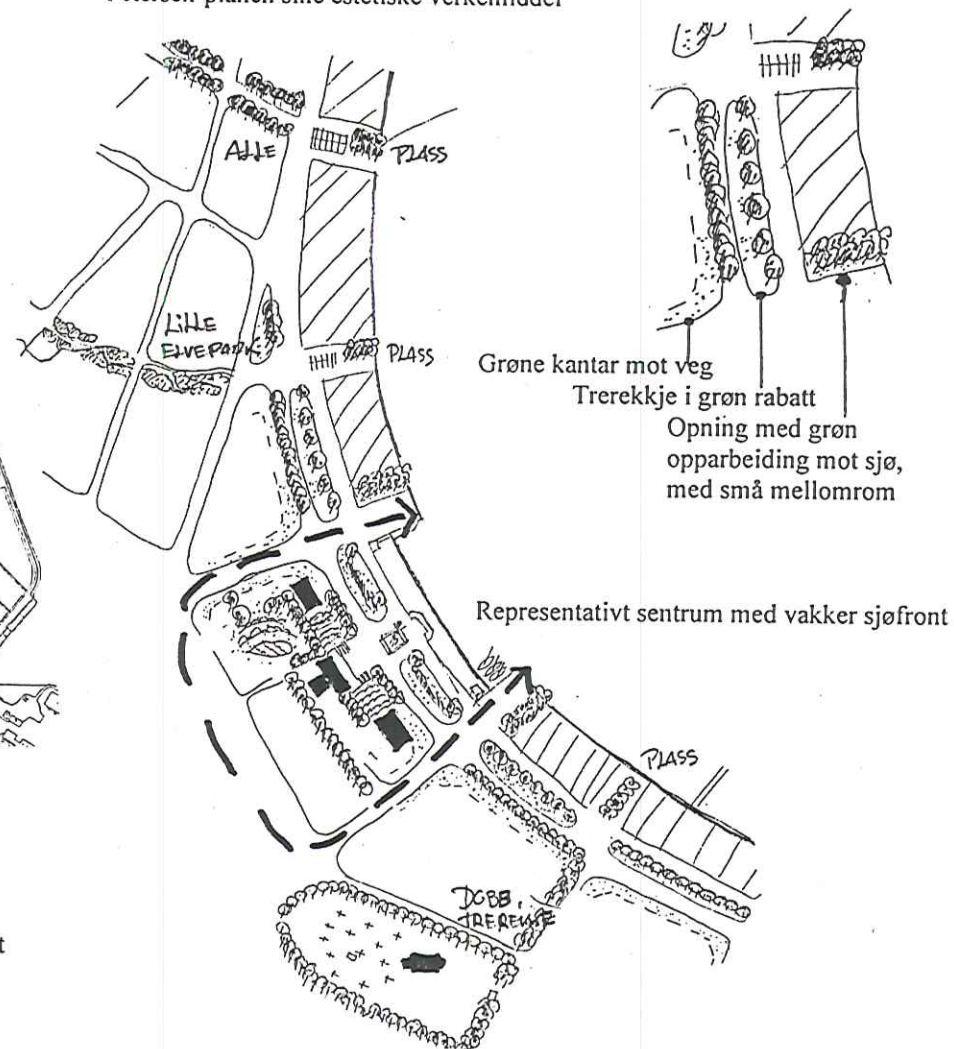 Petersen-planen sine estetiske verkemiddel
ALLE
PLASS
LILLE
ELVEPARK
PLASS
Grøne kantar mot veg
Trerekkje i grøn rabatt
Opning med grøn
opparbeiding mot sjø,
med små mellomrom
Representativt sentrum med vakker sjøfront
PLASS
DOBB.
TREREKKE
t